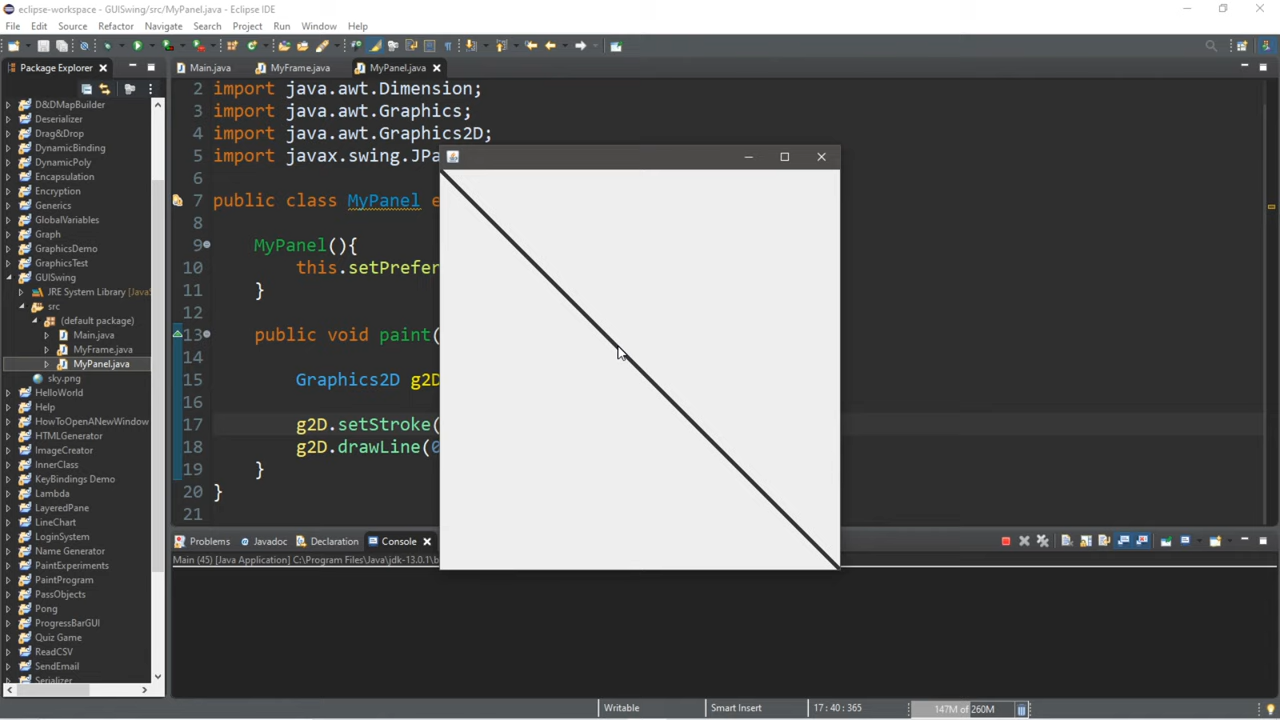 eclipse-workspace - GUISwing/src/MyPanel.java - Eclipse IDE
File Edit Source Refactor Navigate Search Project Run Window Help
Package Explorer
Main.java MyFrame.java MyPanel.java
D&DMapBuilder
Deserializer
Drag&Drop
DynamicBinding
DynamicPoly
Encapsulation
Encryption
Generics
GlobalVariables
Graph
GraphicsDemo
GraphicsTest
GUISwing
JRE System Library [Java
src
(default package)
Main.java
MyFrame.java
MyPanel.java
sky.png
HelloWorld
Help
HowToOpenANewWindow
HTMLGenerator
ImageCreator
InnerClass
KeyBindings Demo
Lambda
LayeredPane
LineChart
LoginSystem
Name Generator
PaintExperiments
PaintProgram
PassObjects
Pong
ProgressBarGUI
Quiz Game
ReadCSV
SendEmail
Serializer
2 import java.awt.Dimension;
3 import java.awt.Graphics;
4 import java.awt.Graphics2D;
5 import javax.swing.JPa
6
7 public class MyPanel e
8
9 MyPanel(){
10 this.setPrefer
11 }
12
13 public void paint(
14
15 Graphics2D g2D
16
17 g2D.setStroke(
18 g2D.drawLine(0
19 }
20 }
21
Problems Javadoc Declaration Console
Main (45) [Java Application] C:\Program Files\Java\jdk-13.0.1\b
Writable Smart Insert 17 : 40 : 365 147M of 260M